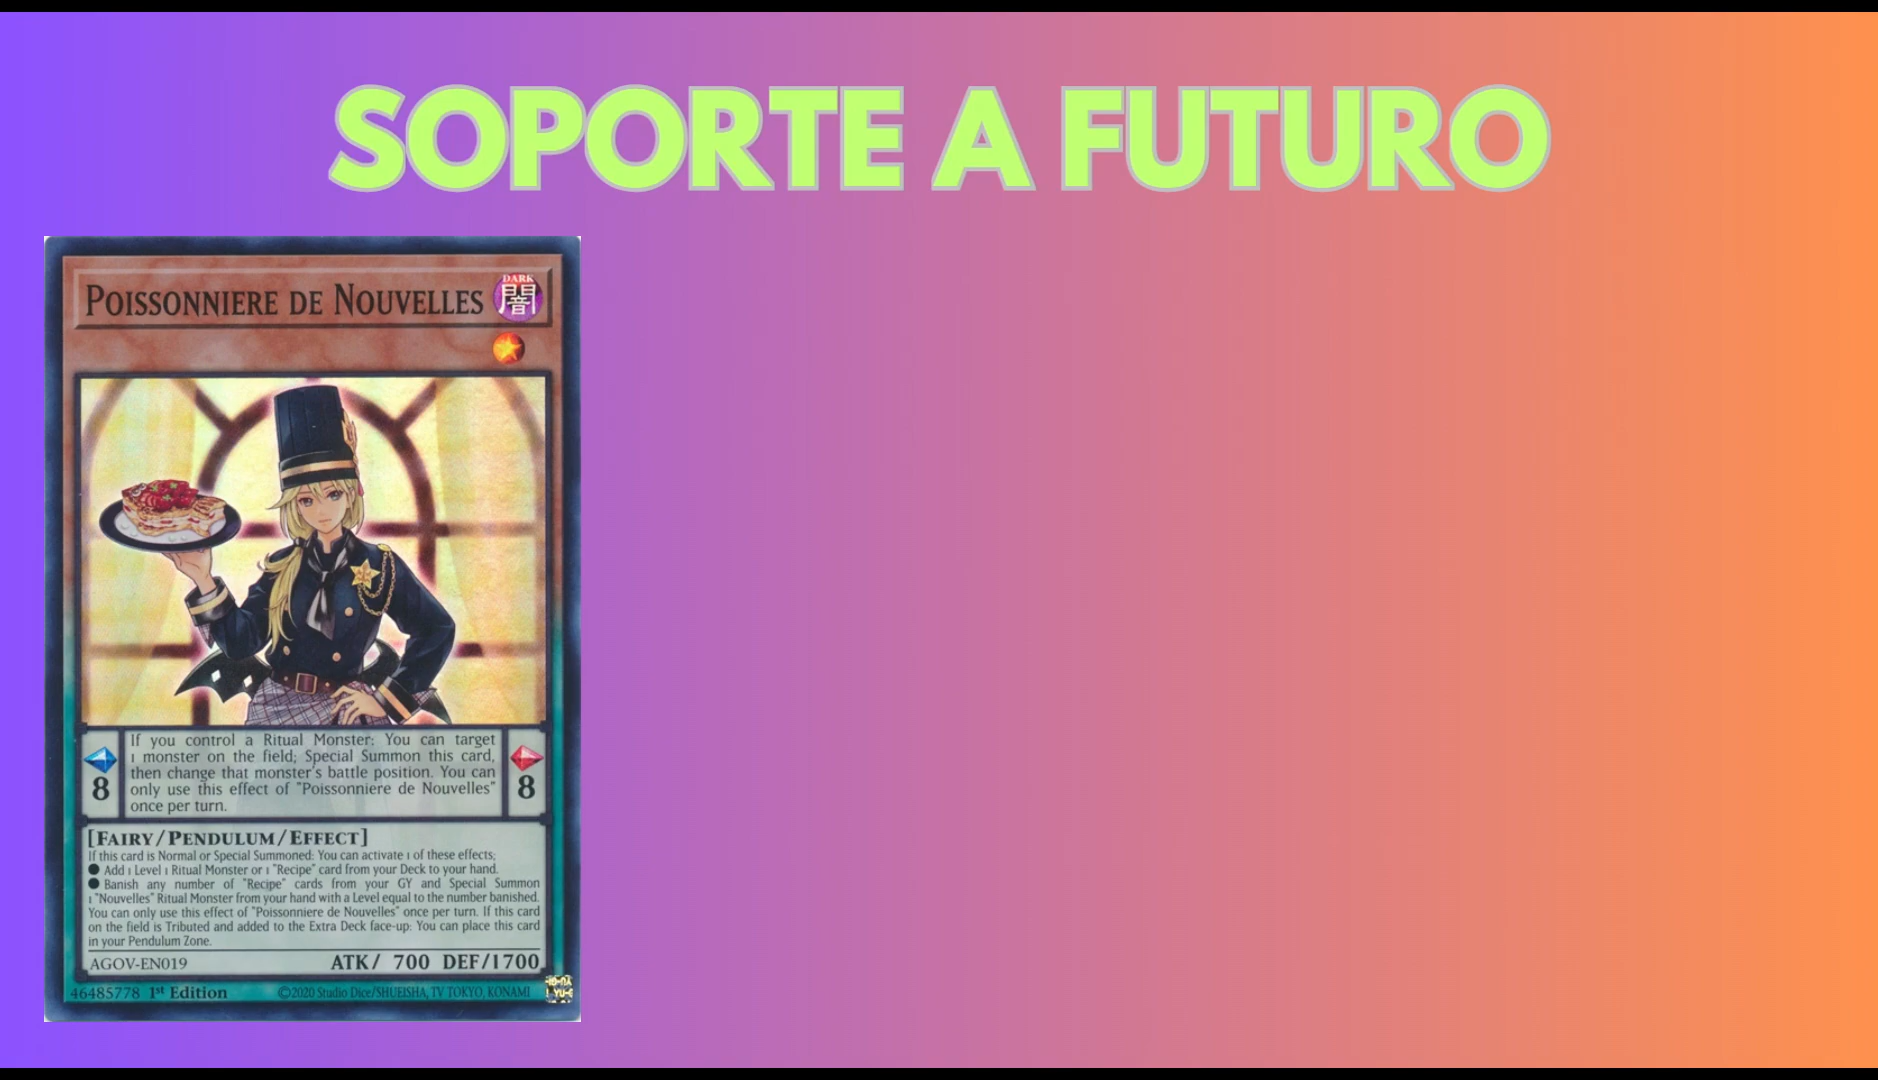 SOPORTE A FUTURO
POISSONNIERE DE NOUVELLES
DARK
闇
If you control a Ritual Monster: You can target
1 monster on the field; Special Summon this card,
then change that monster's battle position. You can
only use this effect of "Poissonniere de Nouvelles"
once per turn.
8
8
[FAIRY/PENDULUM/EFFECT]
If this card is Normal or Special Summoned: You can activate 1 of these effects;
● Add 1 Level 1 Ritual Monster or 1 "Recipe" card from your Deck to your hand.
● Banish any number of "Recipe" cards from your GY and Special Summon
1 "Nouvelles" Ritual Monster from your hand with a Level equal to the number banished.
You can only use this effect of "Poissonniere de Nouvelles" once per turn. If this card
on the field is Tributed and added to the Extra Deck face-up: You can place this card
in your Pendulum Zone.
AGOV-EN019
ATK/ 700 DEF/1700
46485778 1st Edition
©2020 Studio Dice/SHUEISHA, TV TOKYO, KONAMI